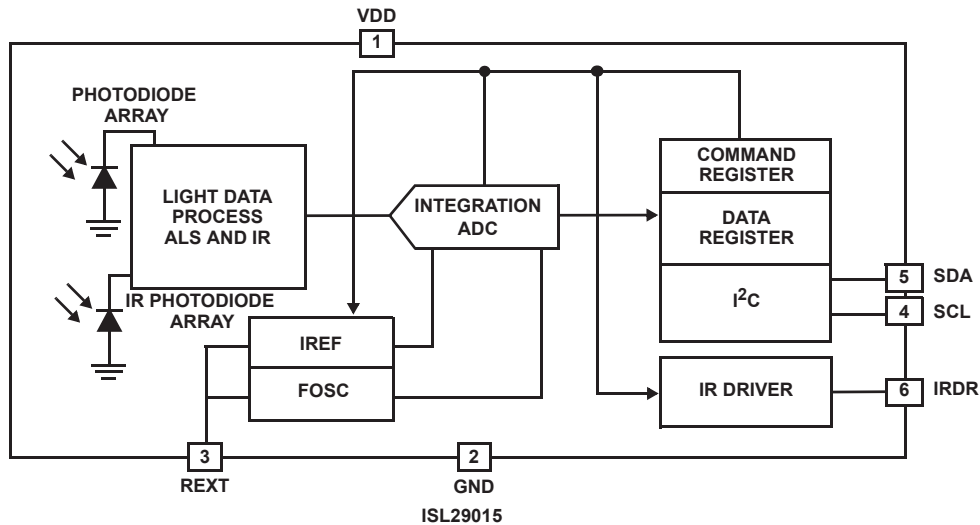 VDD
1
PHOTODIODE
ARRAY
LIGHT DATA
PROCESS
ALS AND IR
INTEGRATION
ADC
COMMAND
REGISTER
DATA
REGISTER
I²C
5 SDA
4 SCL
IR PHOTODIODE
ARRAY
IREF
FOSC
IR DRIVER
6 IRDR
3
REXT
2
GND
ISL29015